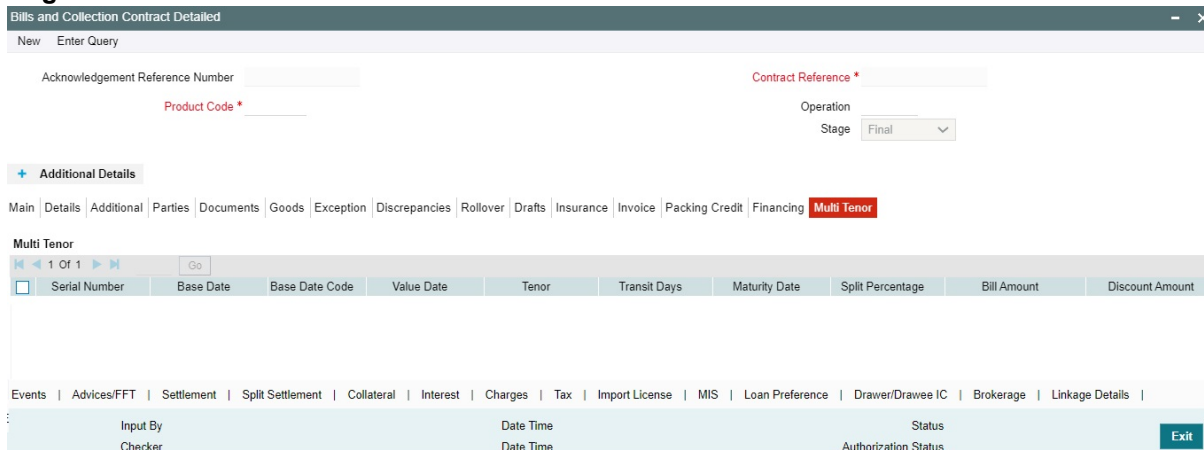 Bills and Collection Contract Detailed
New Enter Query
Acknowledgement Reference Number Contract Reference *
Product Code * Operation
Stage Final
+ Additional Details
Main Details Additional Parties Documents Goods Exception Discrepancies Rollover Drafts Insurance Invoice Packing Credit Financing Multi Tenor
Multi Tenor
1 Of 1 Go
Serial Number Base Date Base Date Code Value Date Tenor Transit Days Maturity Date Split Percentage Bill Amount Discount Amount
Events | Advices/FFT | Settlement | Split Settlement | Collateral | Interest | Charges | Tax | Import License | MIS | Loan Preference | Drawer/Drawee IC | Brokerage | Linkage Details |
Input By Date Time Status
Checker Date Time Authorization Status
Exit